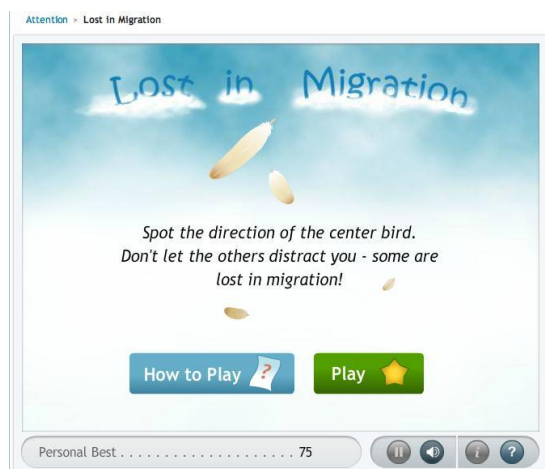 Attention > Lost in Migration
Lost in Migration
Spot the direction of the center bird.
Don't let the others distract you - some are
lost in migration!
How to Play ?
Play
Personal Best . . . . . . . . . . . . . . . . . . . . . 75
i ?